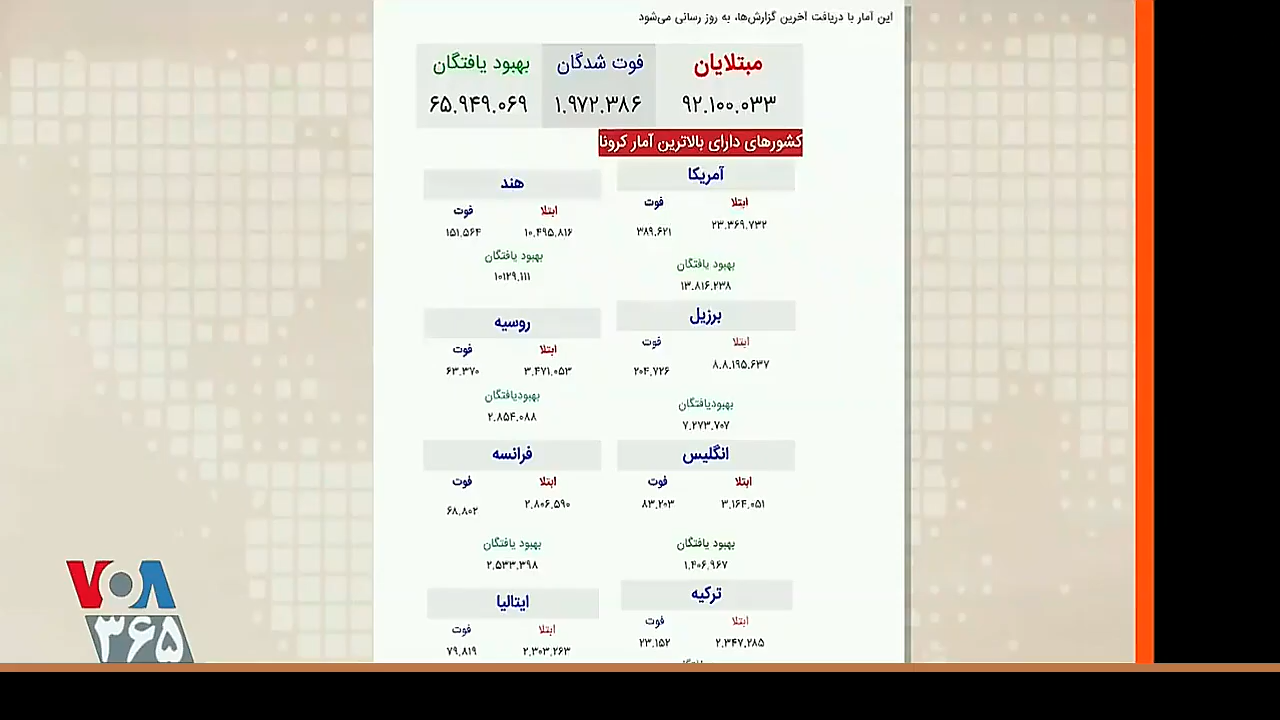 این آمار با دریافت آخرین گزارش‌ها، به روز رسانی می‌شود
مبتلایان فوت شدگان بهبود یافتگان
۹۲.۱۰۰.۰۳۳ ۱.۹۷۲.۳۸۶ ۶۵.۹۴۹.۰۶۹
کشورهای دارای بالاترین آمار کرونا
آمریکا
ابتلا فوت
۲۳.۳۶۹.۷۳۲ ۳۸۹.۶۲۱
بهبود یافتگان
۱۳.۸۱۶.۲۳۸
هند
ابتلا فوت
۱۰.۴۹۵.۸۱۶ ۱۵۱.۵۶۴
بهبود یافتگان
۱۰۱۲۹.۱۱۱
برزیل
ابتلا فوت
۸.۸.۱۹۵.۶۳۷ ۲۰۴.۷۲۶
بهبودیافتگان
۷.۲۷۳.۷۰۷
روسیه
ابتلا فوت
۳.۴۷۱.۰۵۳ ۶۳.۳۷۰
بهبودیافتگان
۲.۸۵۴.۰۸۸
انگلیس
ابتلا فوت
۳.۱۶۴.۰۵۱ ۸۳.۲۰۳
بهبود یافتگان
۱.۴۰۶.۹۶۷
فرانسه
ابتلا فوت
۲.۸۰۶.۵۹۰ ۶۸.۸۰۲
بهبود یافتگان
۲.۵۳۳.۳۹۸
ترکیه
ابتلا فوت
۲.۳۴۷.۲۸۵ ۲۳.۱۵۲
ایتالیا
ابتلا فوت
۲.۳۰۳.۲۶۳ ۷۹.۸۱۹
VOA
۳۶۵